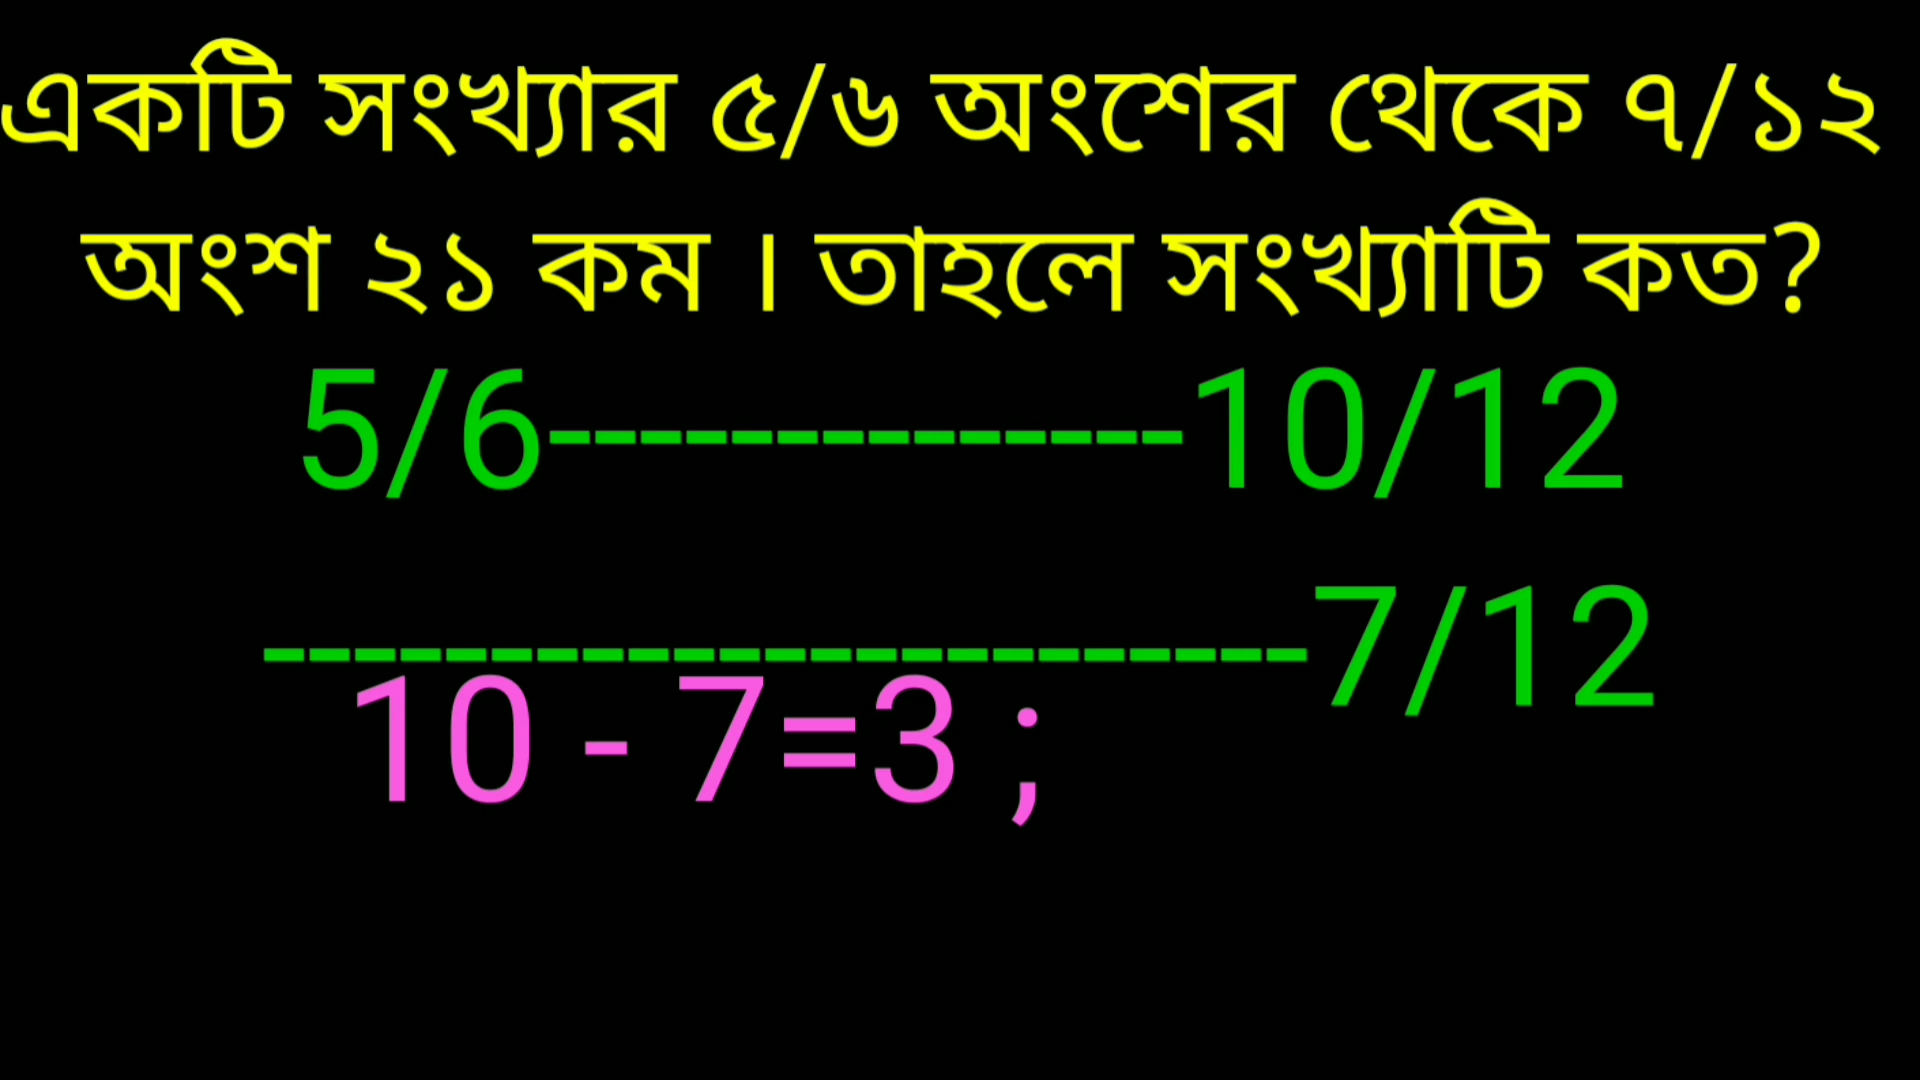 একটি সংখ্যার ৫/৬ অংশের থেকে ৭/১২
অংশ ২১ কম । তাহলে সংখ্যাটি কত?
5/6--------------10/12
-----------------------7/12
10 - 7=3 ;